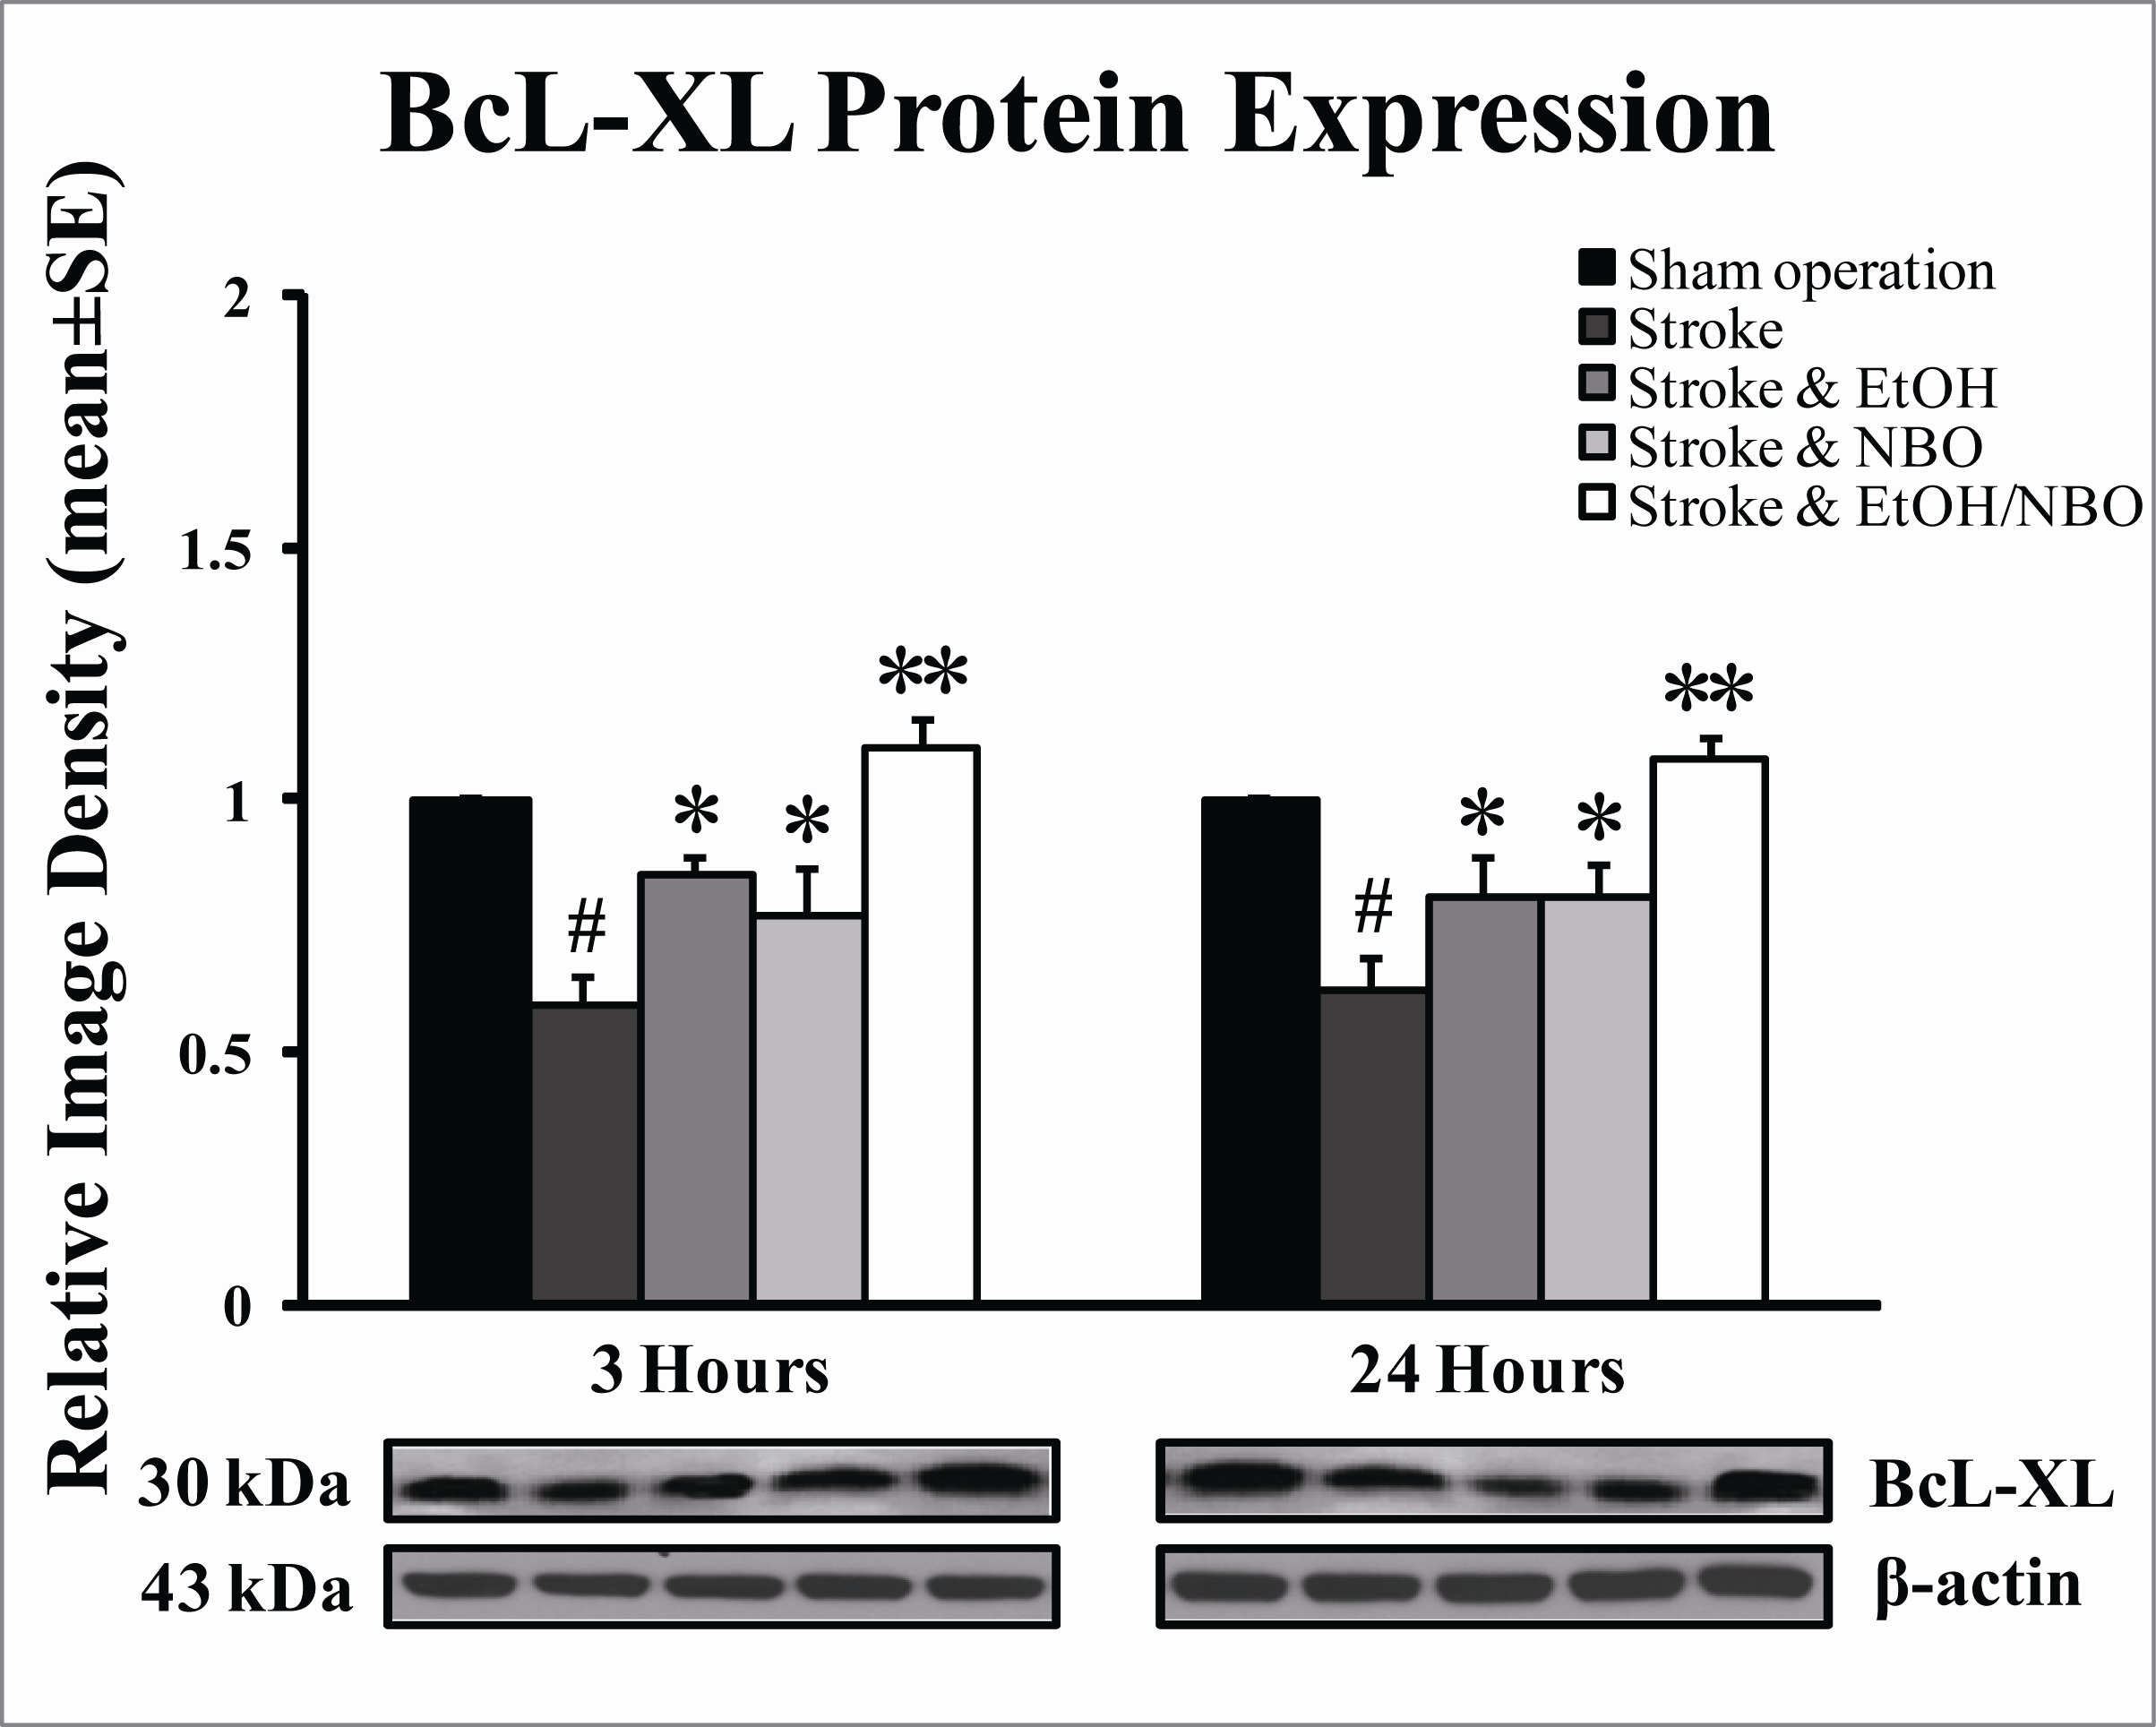 BcL-XL Protein Expression
Relative Image Density (mean±SE)
2
1.5
1
0.5
0
Sham operation
Stroke
Stroke & EtOH
Stroke & NBO
Stroke & EtOH/NBO
# * * **
# * * **
3 Hours
24 Hours
30 kDa
BcL-XL
43 kDa
β-actin